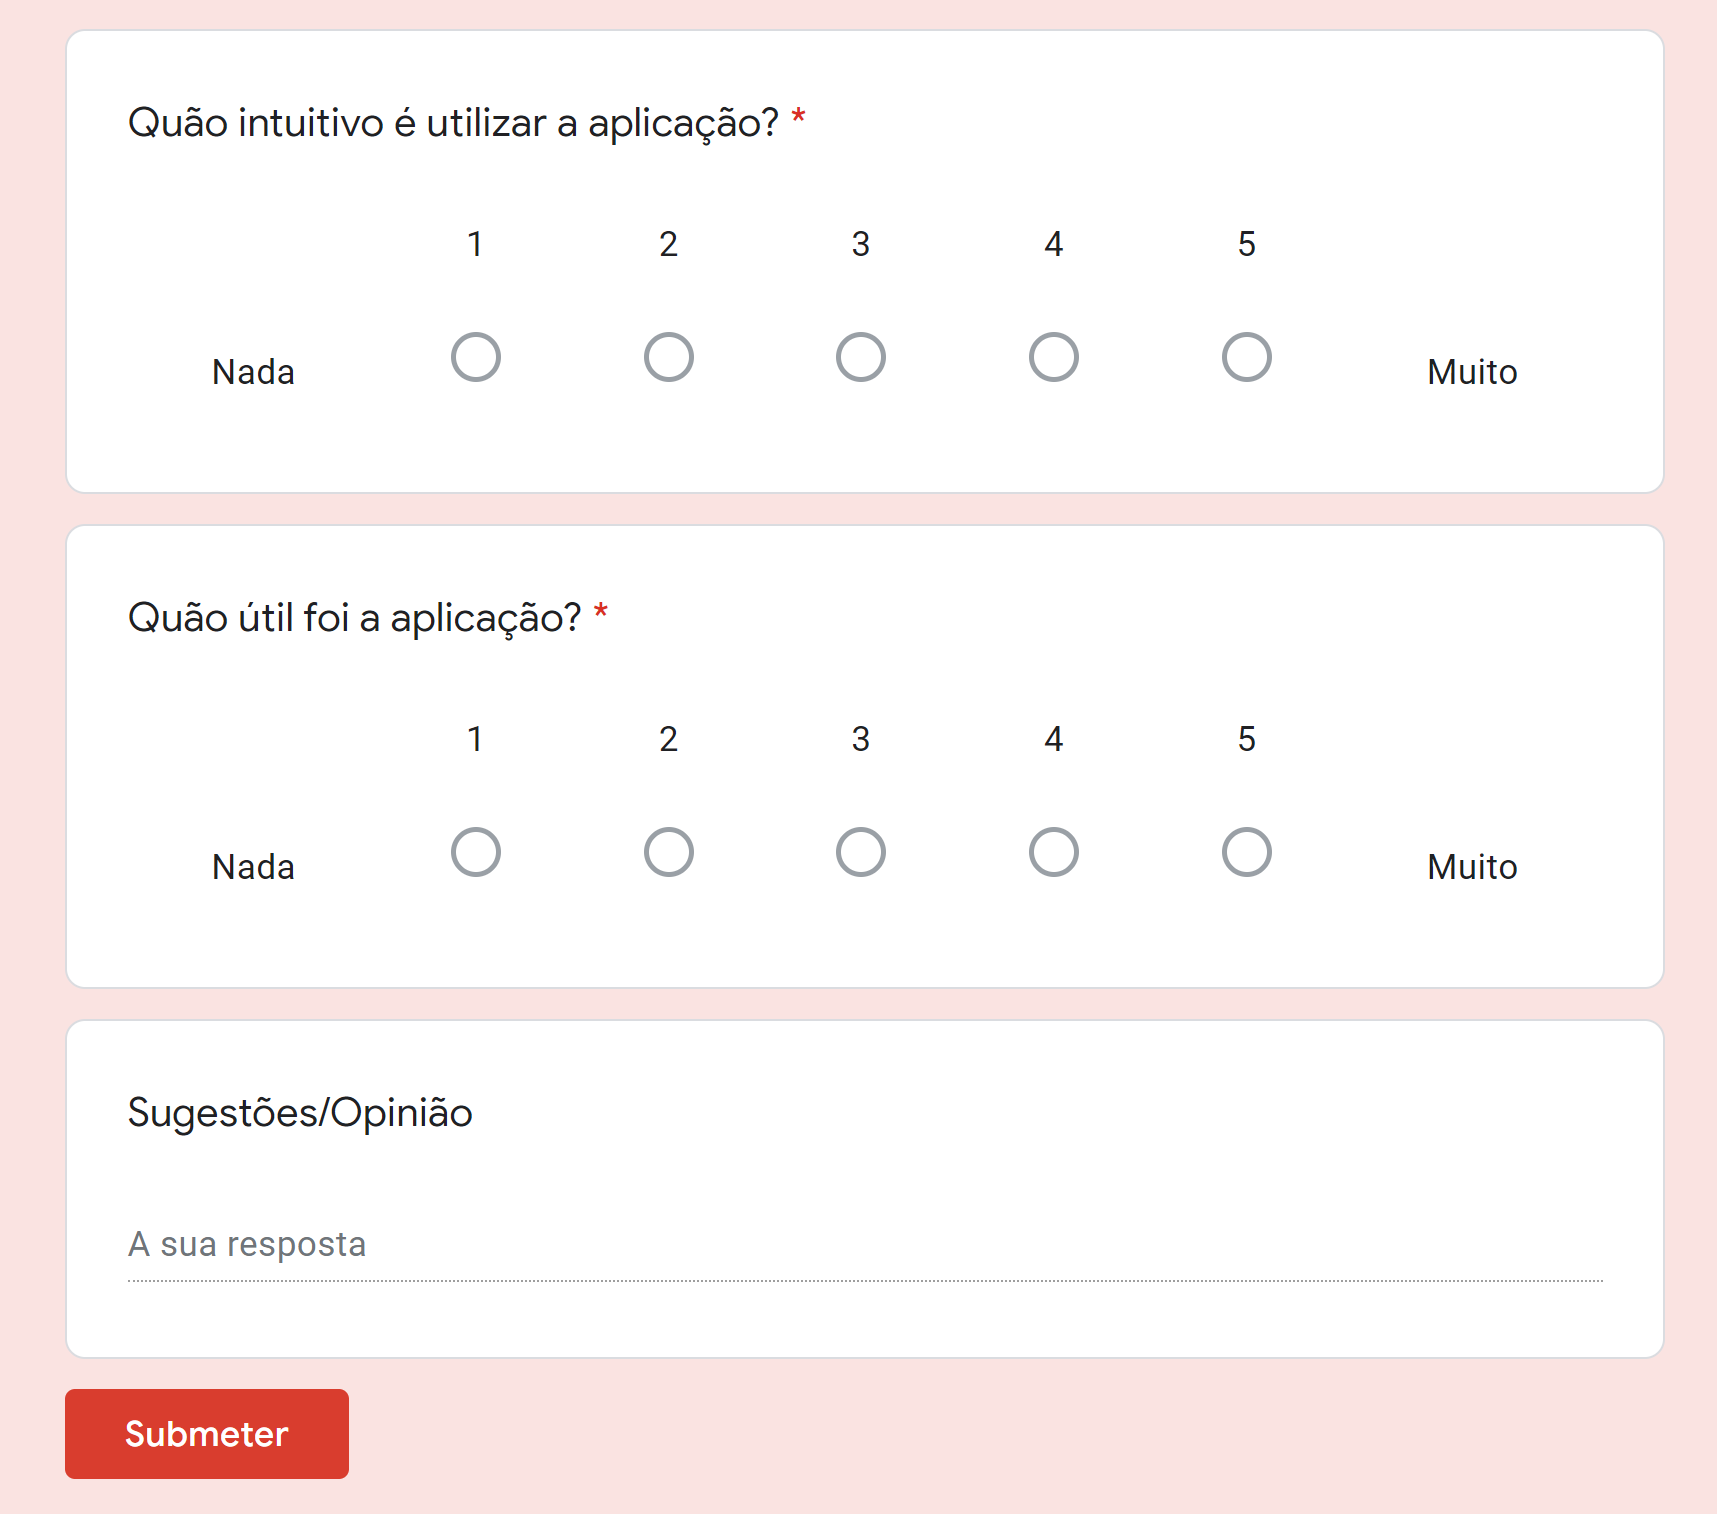 Quão intuitivo é utilizar a aplicação? *
1 2 3 4 5
Nada Muito
Quão útil foi a aplicação? *
1 2 3 4 5
Nada Muito
Sugestões/Opinião
A sua resposta
Submeter